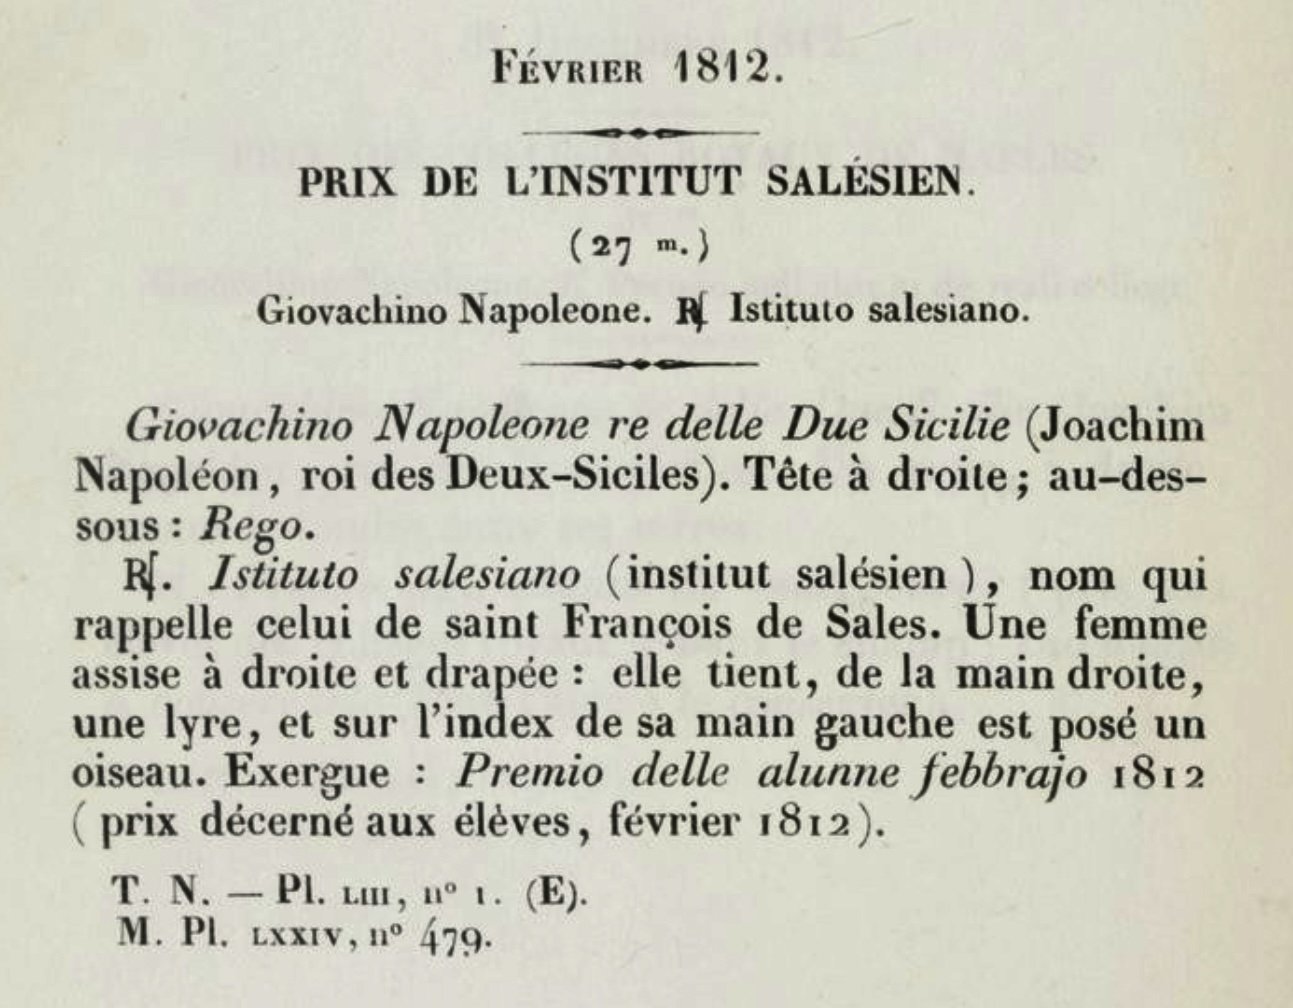 FÉVRIER 1812.
PRIX DE L'INSTITUT SALÉSIEN.
(27 m.)
Giovachino Napoleone. ℟ Istituto salesiano.
Giovachino Napoleone re delle Due Sicilie (Joachim
Napoléon, roi des Deux-Siciles). Tête à droite; au-des-
sous : Rego.
℟. Istituto salesiano (institut salésien), nom qui
rappelle celui de saint François de Sales. Une femme
assise à droite et drapée : elle tient, de la main droite,
une lyre, et sur l'index de sa main gauche est posé un
oiseau. Exergue : Premio delle alunne febbrajo 1812
(prix décerné aux élèves, février 1812).
T. N. — Pl. LIII, n° 1. (E).
M. Pl. LXXIV, n° 479.